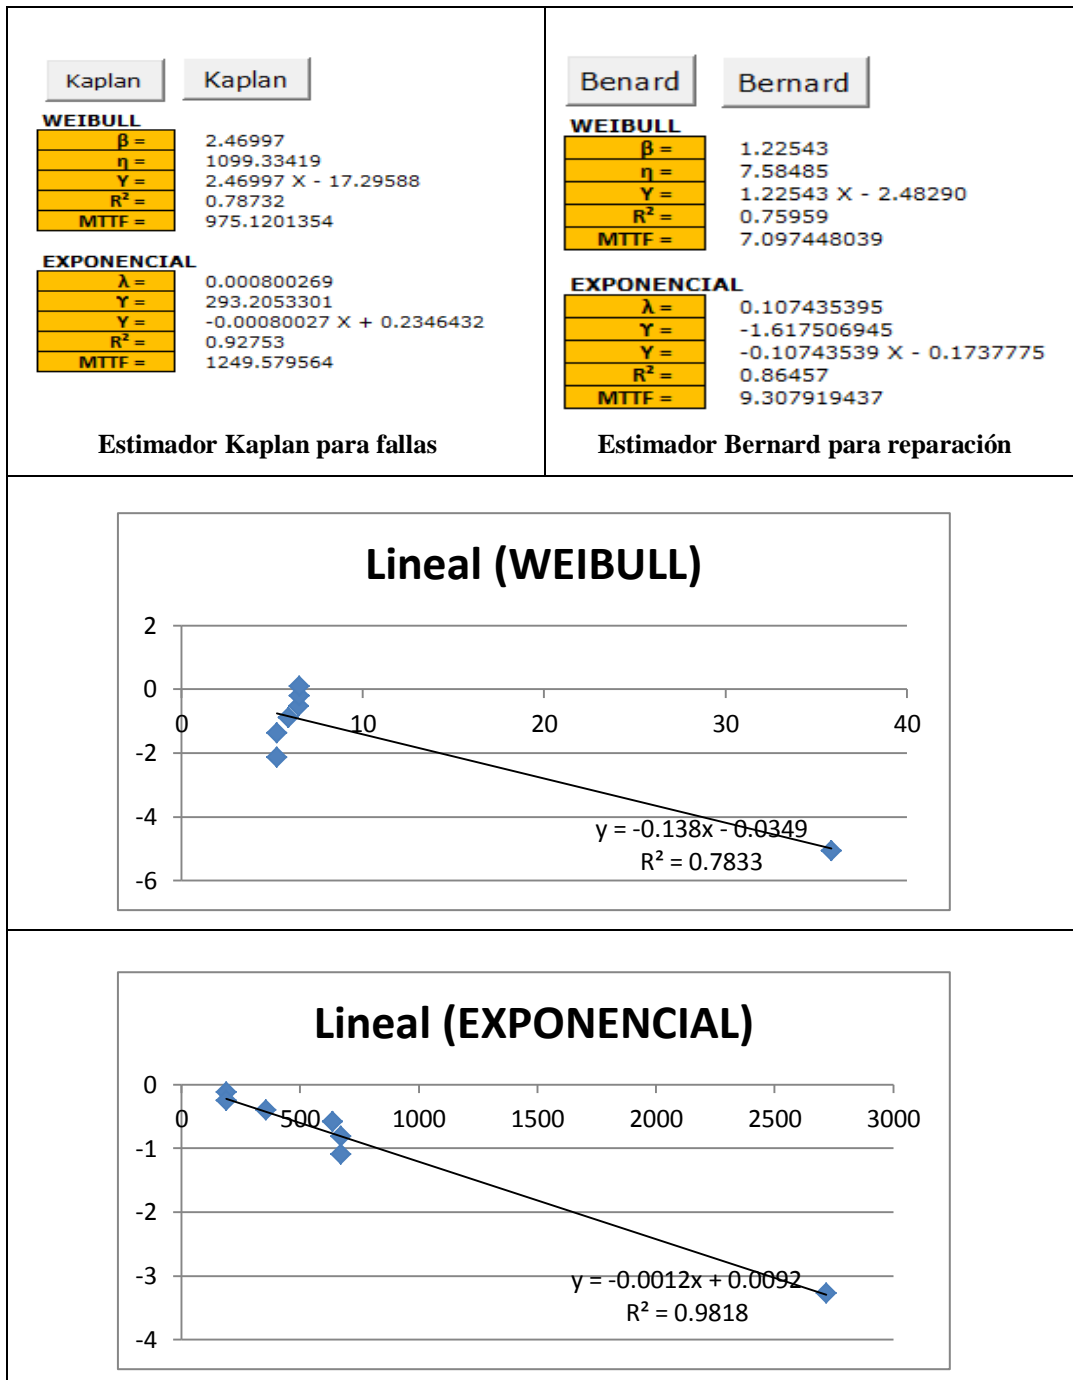 Kaplan Kaplan
WEIBULL
β = 2.46997
η = 1099.33419
Y = 2.46997 X - 17.29588
R² = 0.78732
MTTF = 975.1201354
EXPONENCIAL
λ = 0.000800269
ϒ = 293.2053301
Y = -0.00080027 X + 0.2346432
R² = 0.92753
MTTF = 1249.579564
Estimador Kaplan para fallas
Benard Bernard
WEIBULL
β = 1.22543
η = 7.58485
Y = 1.22543 X - 2.48290
R² = 0.75959
MTTF = 7.097448039
EXPONENCIAL
λ = 0.107435395
ϒ = -1.617506945
Y = -0.10743539 X - 0.1737775
R² = 0.86457
MTTF = 9.307919437
Estimador Bernard para reparación
Lineal (WEIBULL)
2
0
0 10 20 30 40
-2
-4
y = -0.138x - 0.0349
R² = 0.7833
-6
Lineal (EXPONENCIAL)
0
0 500 1000 1500 2000 2500 3000
-1
-2
-3
y = -0.0012x + 0.0092
R² = 0.9818
-4